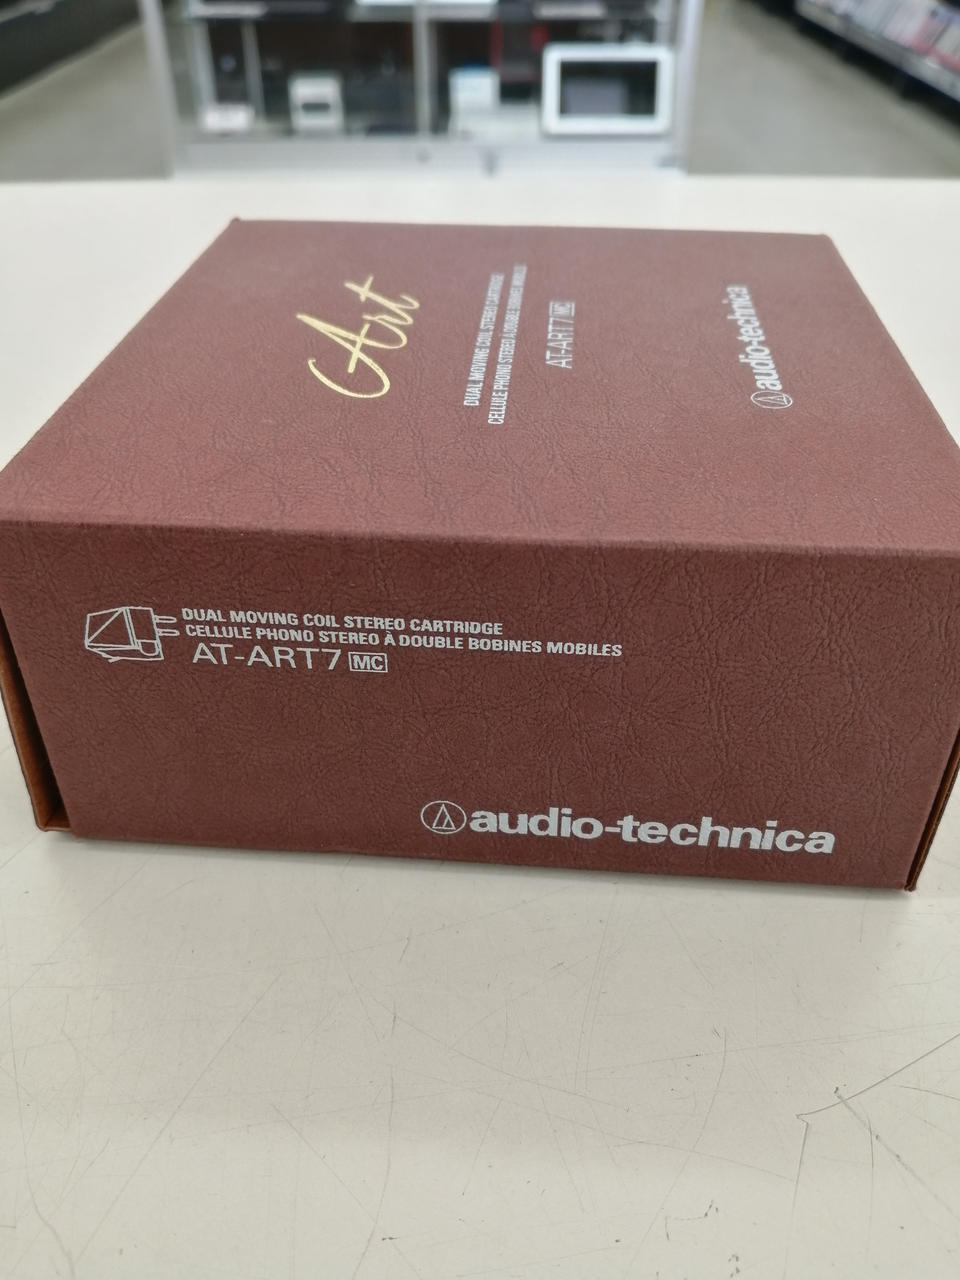 Art
DUAL MOVING COIL STEREO CARTRIDGE
CELLULE PHONO STEREO À DOUBLE BOBINES MOBILES
AT-ART7 MC
audio-technica
DUAL MOVING COIL STEREO CARTRIDGE
CELLULE PHONO STEREO À DOUBLE BOBINES MOBILES
AT-ART7 MC
audio-technica